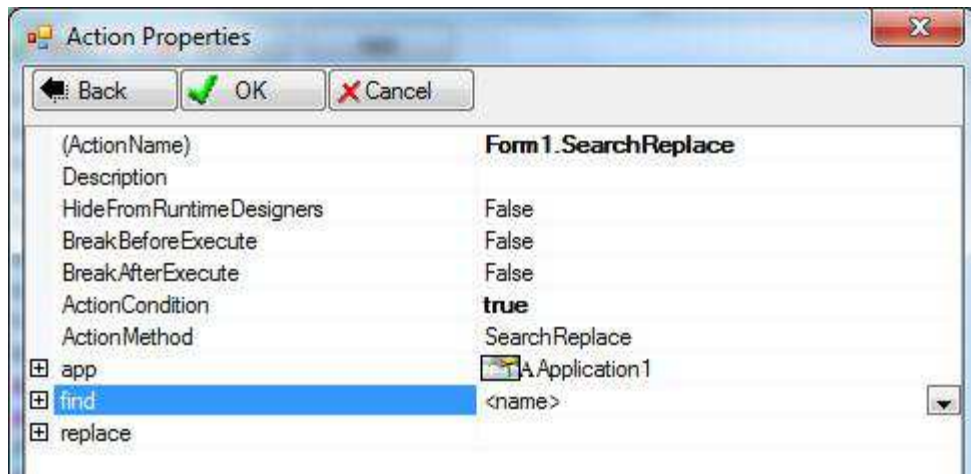 Action Properties
Back OK Cancel
(ActionName) Form1.SearchReplace
Description
HideFromRuntimeDesigners False
BreakBeforeExecute False
BreakAfterExecute False
ActionCondition true
ActionMethod SearchReplace
app A Application1
find <name>
replace